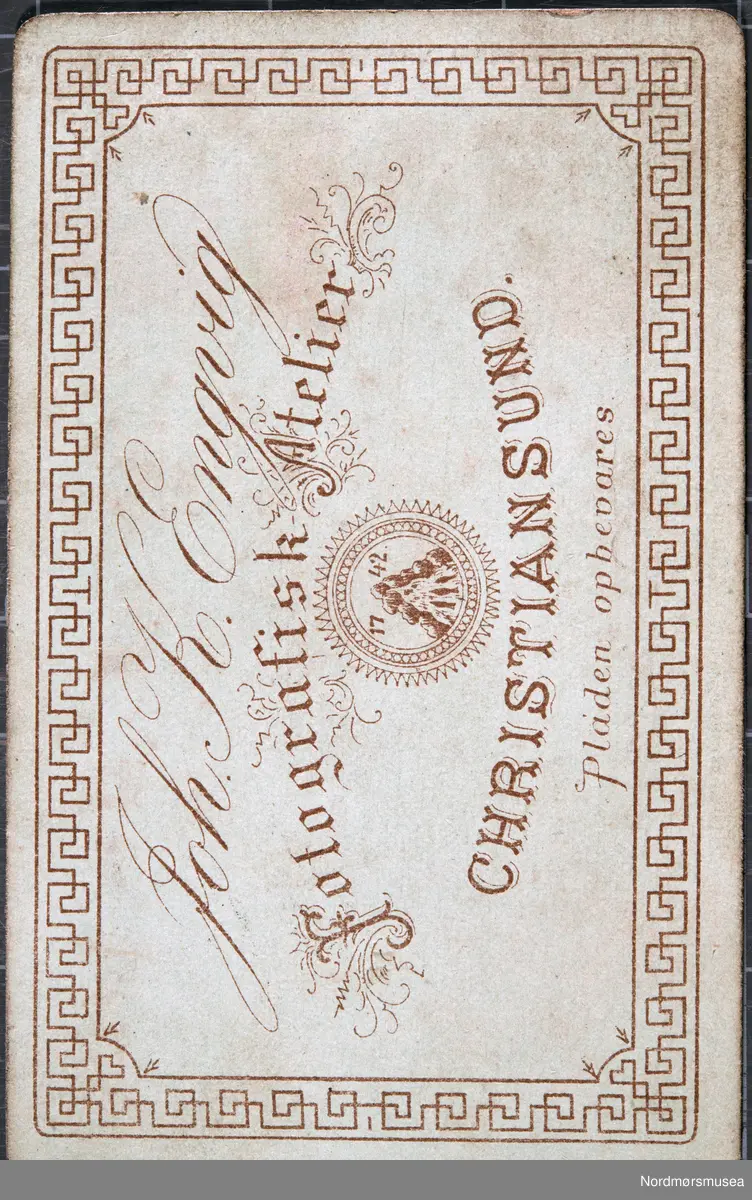 Joh. K. Engvig
Fotografisk Atelier
17 42
CHRISTIANSUND.
Pladen opbevares
Nordmørsmusea